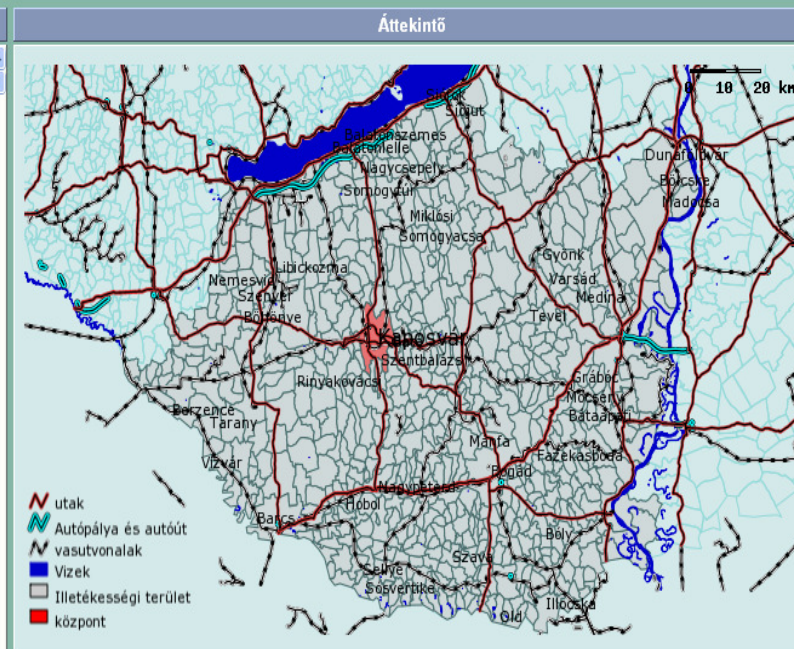 Áttekintő
0 10 20 km
Siójut
Balatonszemes
Balatonlelle
Dunaföldvár
Nagycsepely
Bölcske
Somogytúr
Madocsa
Miklósi
Somogyacsa
Gyönk
Libickozma
Varsád
Nemesvid
Szenyér
Medina
Böhönye
Tevel
Kaposvár
Szentbalázs
Rinyakovácsi
Grábóc
Mőcsény
Berzence
Bátaapáti
Tarany
Mánfa
Fazekasboda
Vízvár
Bogád
Nagypeterd
Hobol
Barcs
Bóly
Szava
Sellye
Sósvertike
Illocska
Old
utak
Autópálya és autóút
vasutvonalak
Vizek
Illetékességi terület
központ